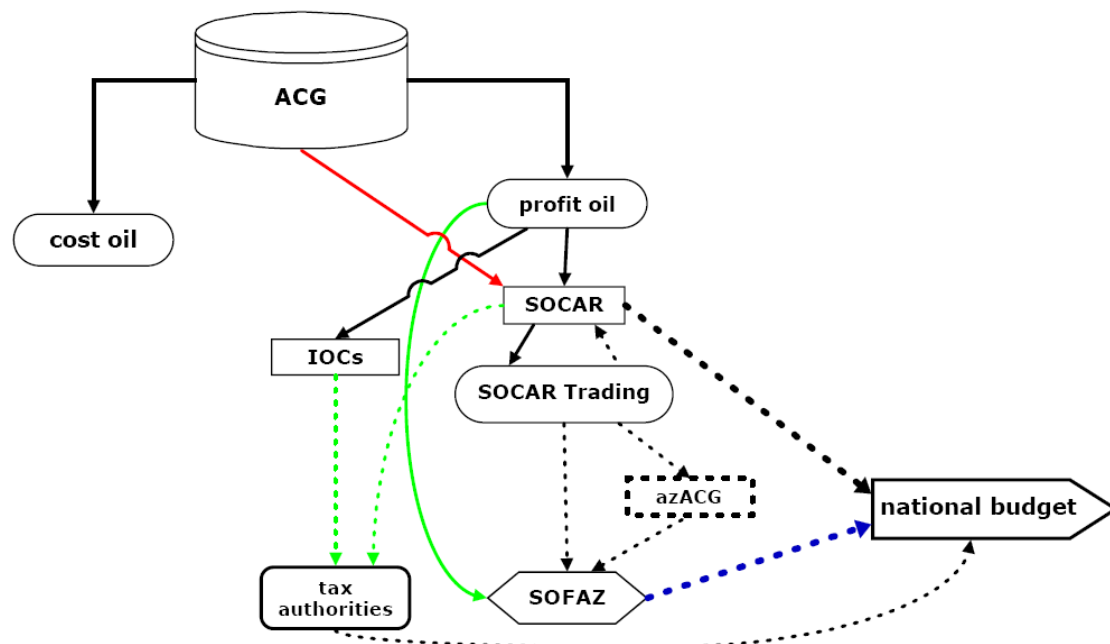 ACG
profit oil
cost oil
SOCAR
IOCs
SOCAR Trading
azACG
national budget
tax
authorities
SOFAZ